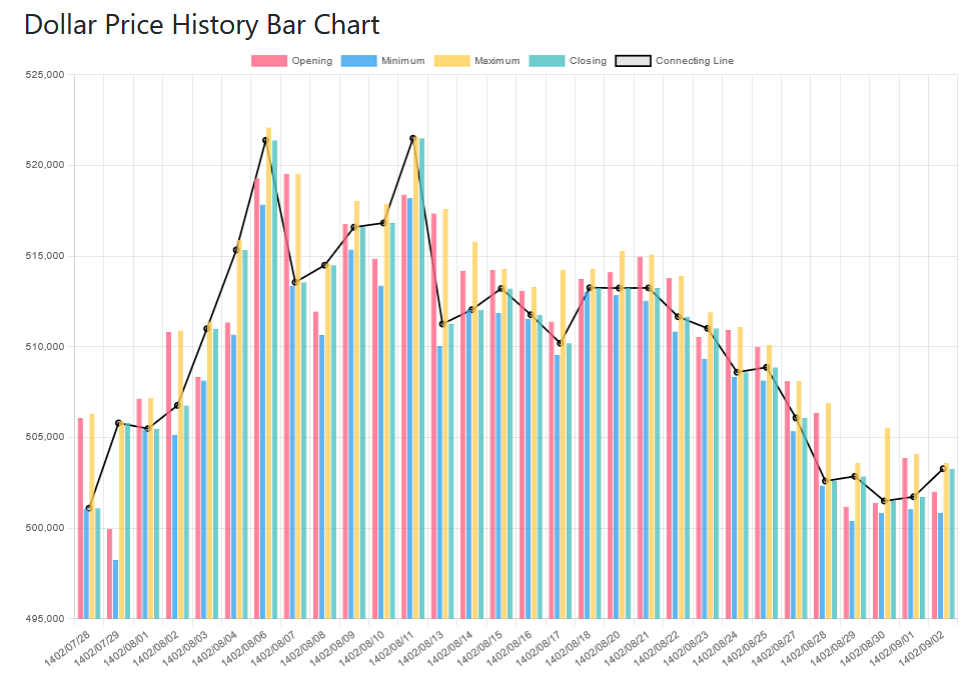 Dollar Price History Bar Chart
Opening Minimum Maximum Closing Connecting Line
525,000
520,000
515,000
510,000
505,000
500,000
495,000
1402/07/28 1402/07/29 1402/08/01 1402/08/02 1402/08/03 1402/08/04 1402/08/06 1402/08/07 1402/08/08 1402/08/09 1402/08/10 1402/08/11 1402/08/13 1402/08/14 1402/08/15 1402/08/16 1402/08/17 1402/08/18 1402/08/20 1402/08/21 1402/08/22 1402/08/23 1402/08/24 1402/08/25 1402/08/27 1402/08/28 1402/08/29 1402/08/30 1402/09/01 1402/09/02